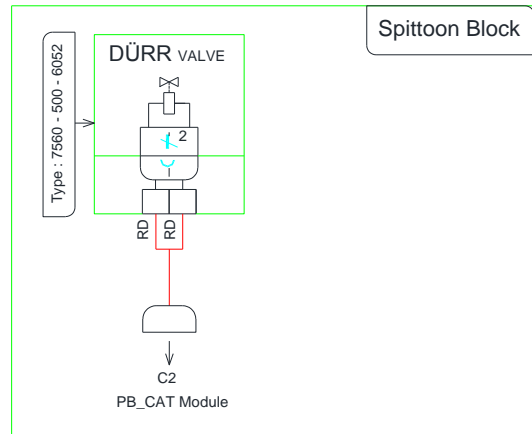 Spittoon Block
DÜRR VALVE
Type : 7560 - 500 - 6052
2
RD
RD
C2
PB_CAT Module